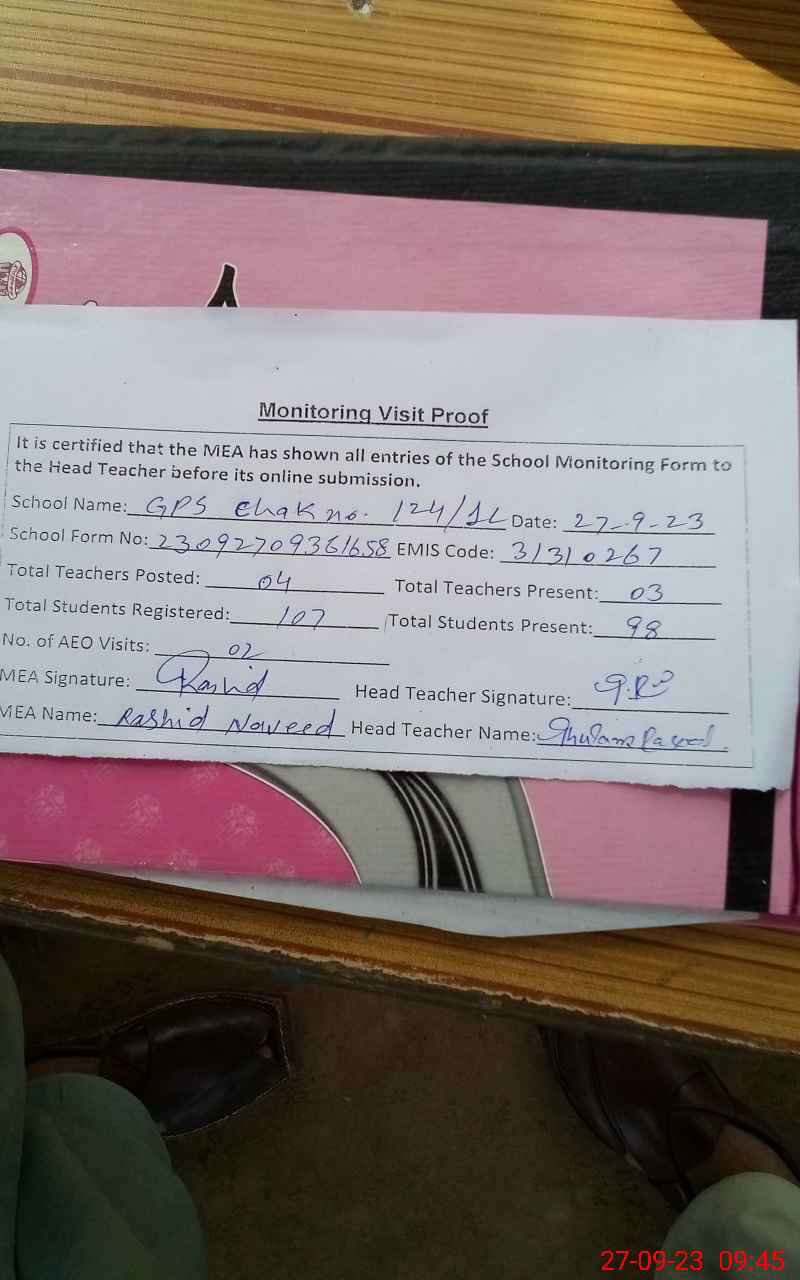 Monitoring Visit Proof
It is certified that the MEA has shown all entries of the School Monitoring Form to
the Head Teacher before its online submission.
School Name: GPS Chak no. 124/1L Date: 27-9-23
School Form No: 23092709361658 EMIS Code: 31310267
Total Teachers Posted: 04 Total Teachers Present: 03
Total Students Registered: 107 Total Students Present: 98
No. of AEO Visits: 02
MEA Signature: Rashid Head Teacher Signature: G.R
MEA Name: Rashid Naveed Head Teacher Name: Ghulam Rasool
27-09-23 09:45